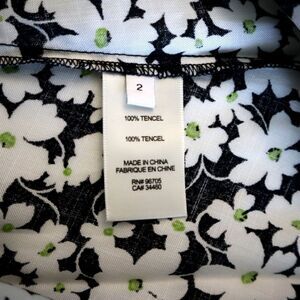 2
100% TENCEL
100% TENCEL
MADE IN CHINA
FABRIQUE EN CHINE
RN# 96705
CA# 34460